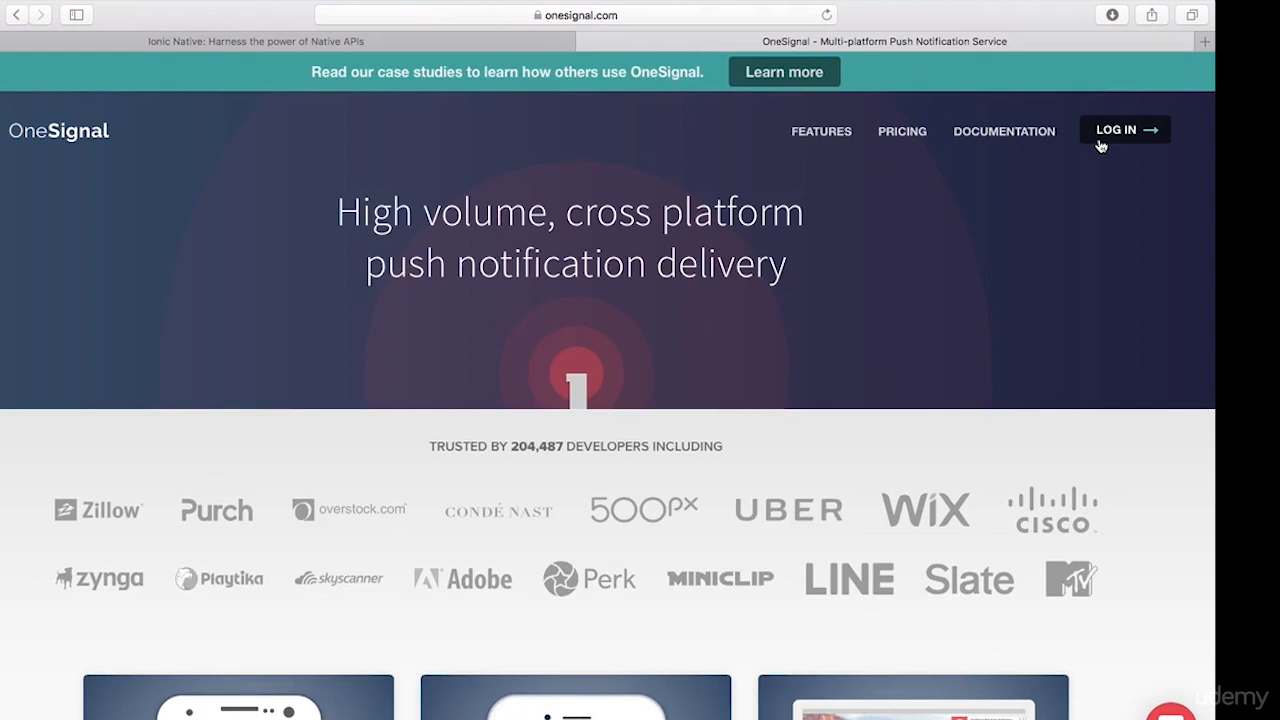 onesignal.com
Ionic Native: Harness the power of Native APIs
OneSignal - Multi-platform Push Notification Service
Read our case studies to learn how others use OneSignal.
Learn more
OneSignal
FEATURES
PRICING
DOCUMENTATION
LOG IN
High volume, cross platform
push notification delivery
TRUSTED BY 204,487 DEVELOPERS INCLUDING
Zillow
Purch
overstock.com
CONDÉ NAST
500px
UBER
WiX
CISCO
zynga
Playtika
skyscanner
Adobe
Perk
MINICLIP
LINE
Slate
MTV
udemy